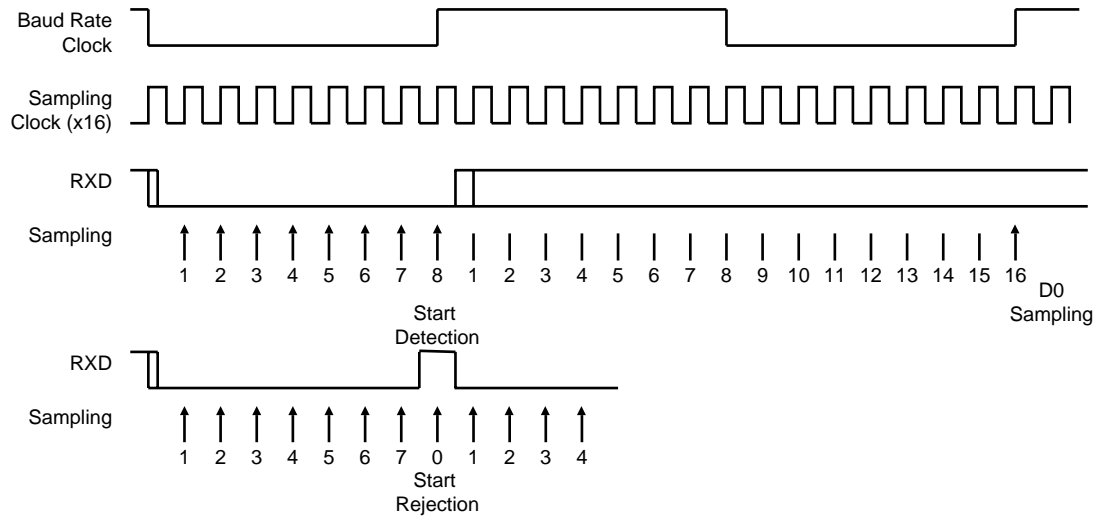 Baud Rate
Clock
Sampling
Clock (x16)
RXD
Sampling
1 2 3 4 5 6 7 8 1 2 3 4 5 6 7 8 9 10 11 12 13 14 15 16
D0
Sampling
Start
Detection
RXD
Sampling
1 2 3 4 5 6 7 0 1 2 3 4
Start
Rejection